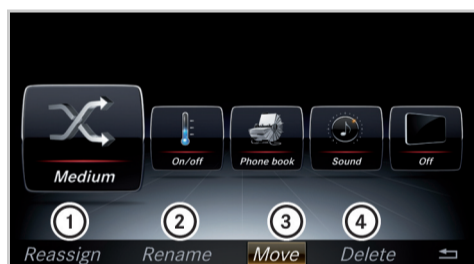 Medium On/off Phone book Sound Off
1 2 3 4
Reassign Rename Move Delete